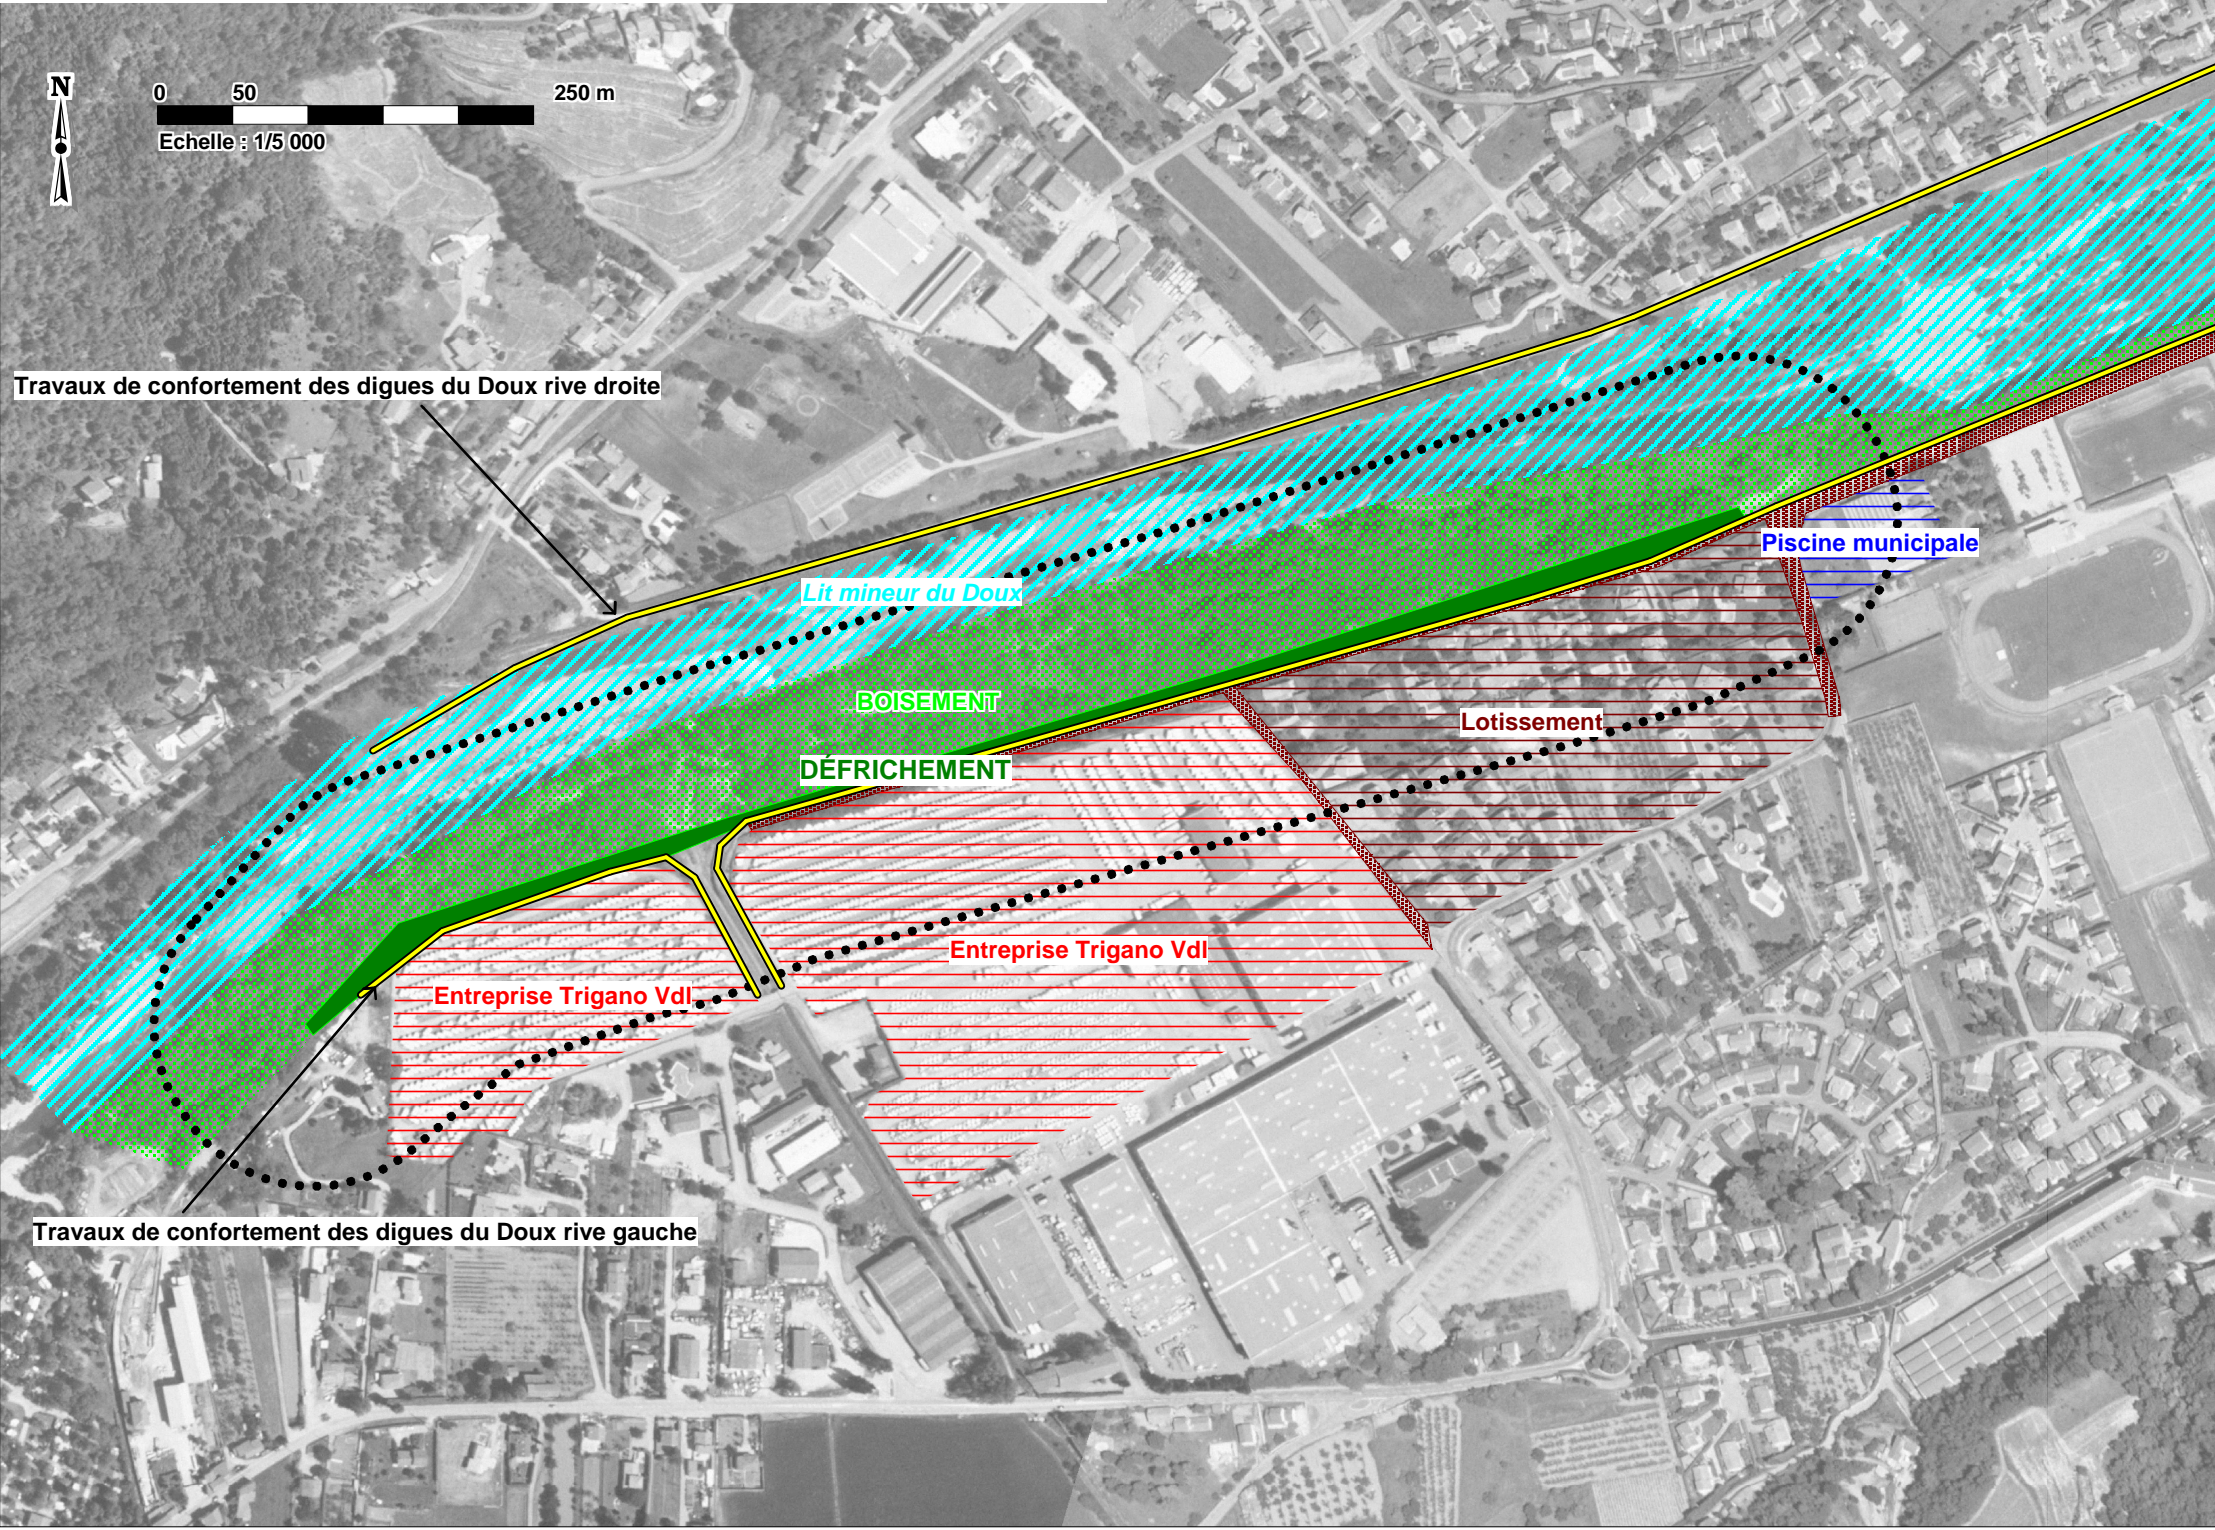 N
0 50 250 m
Echelle : 1/5 000
Travaux de confortement des digues du Doux rive droite
Piscine municipale
Lit mineur du Doux
BOISEMENT
Lotissement
DÉFRICHEMENT
Entreprise Trigano Vdl
Entreprise Trigano Vdl
Travaux de confortement des digues du Doux rive gauche